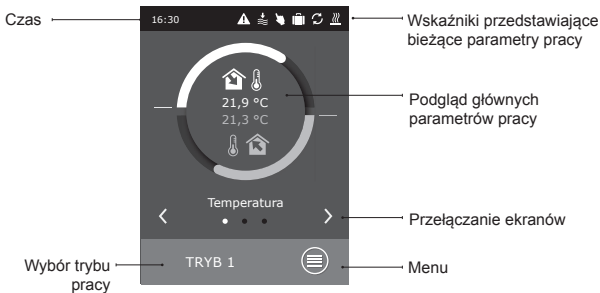 Czas
16:30
Wskaźniki przedstawiające
bieżące parametry pracy
21,9 °C
21,3 °C
Podgląd głównych
parametrów pracy
Temperatura
Przełączanie ekranów
Wybór trybu
pracy
TRYB 1
Menu